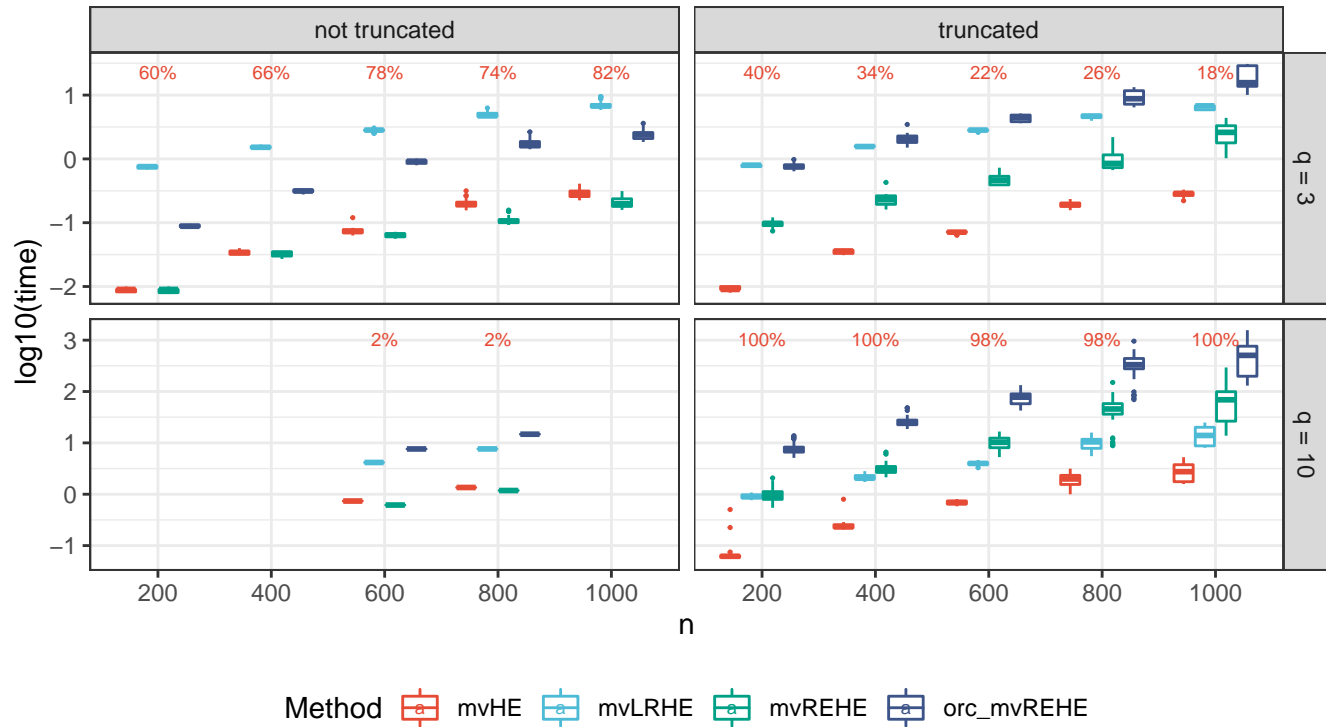 not truncated
truncated
60% 66% 78% 74% 82%
40% 34% 22% 26% 18%
1
0
−1
−2
q = 3
2% 2%
100% 100% 98% 98% 100%
3
2
1
0
−1
q = 10
log10(time)
200 400 600 800 1000
200 400 600 800 1000
n
Method a mvHE a mvLRHE a mvREHE a orc_mvREHE